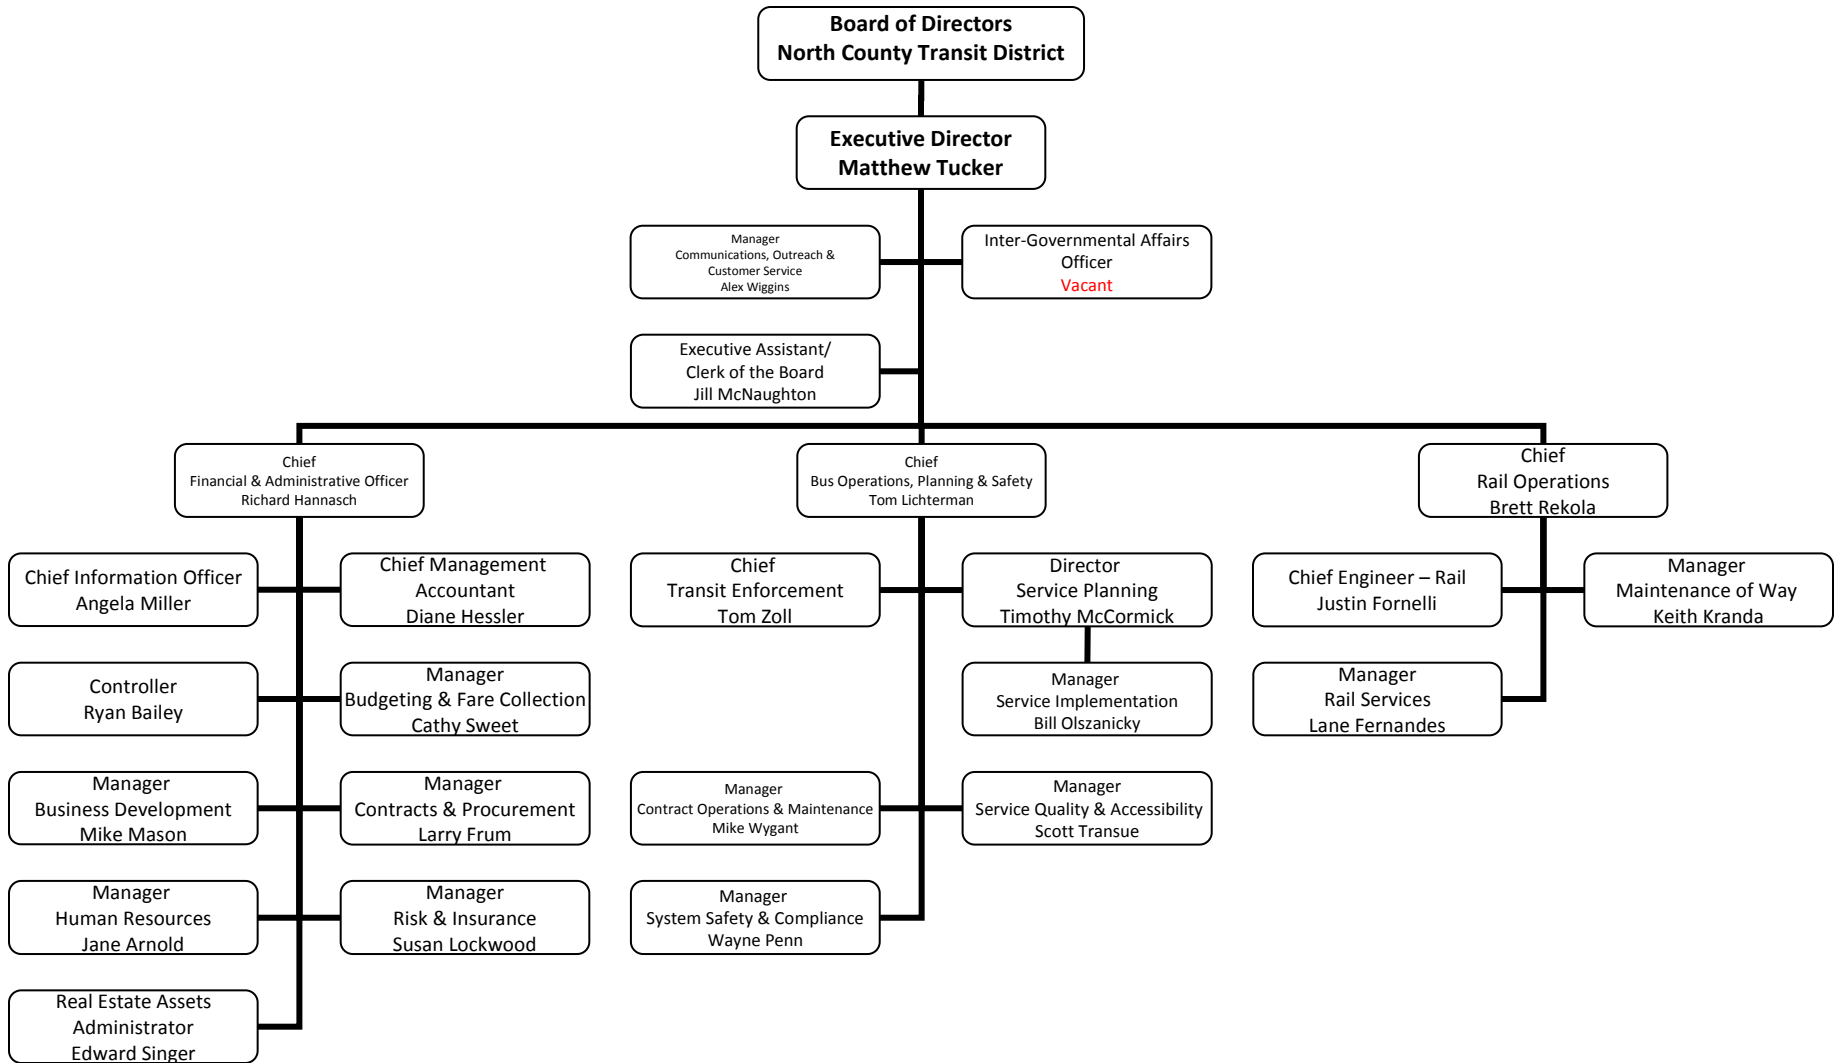 Board of Directors
North County Transit District
Executive Director
Matthew Tucker
Manager
Communications, Outreach &
Customer Service
Alex Wiggins
Inter-Governmental Affairs
Officer
Vacant
Executive Assistant/
Clerk of the Board
Jill McNaughton
Chief
Financial & Administrative Officer
Richard Hannasch
Chief
Bus Operations, Planning & Safety
Tom Lichterman
Chief
Rail Operations
Brett Rekola
Chief Information Officer
Angela Miller
Chief Management
Accountant
Diane Hessler
Chief
Transit Enforcement
Tom Zoll
Director
Service Planning
Timothy McCormick
Chief Engineer – Rail
Justin Fornelli
Manager
Maintenance of Way
Keith Kranda
Controller
Ryan Bailey
Manager
Budgeting & Fare Collection
Cathy Sweet
Manager
Service Implementation
Bill Olszanicky
Manager
Rail Services
Lane Fernandes
Manager
Business Development
Mike Mason
Manager
Contracts & Procurement
Larry Frum
Manager
Contract Operations & Maintenance
Mike Wygant
Manager
Service Quality & Accessibility
Scott Transue
Manager
Human Resources
Jane Arnold
Manager
Risk & Insurance
Susan Lockwood
Manager
System Safety & Compliance
Wayne Penn
Real Estate Assets
Administrator
Edward Singer